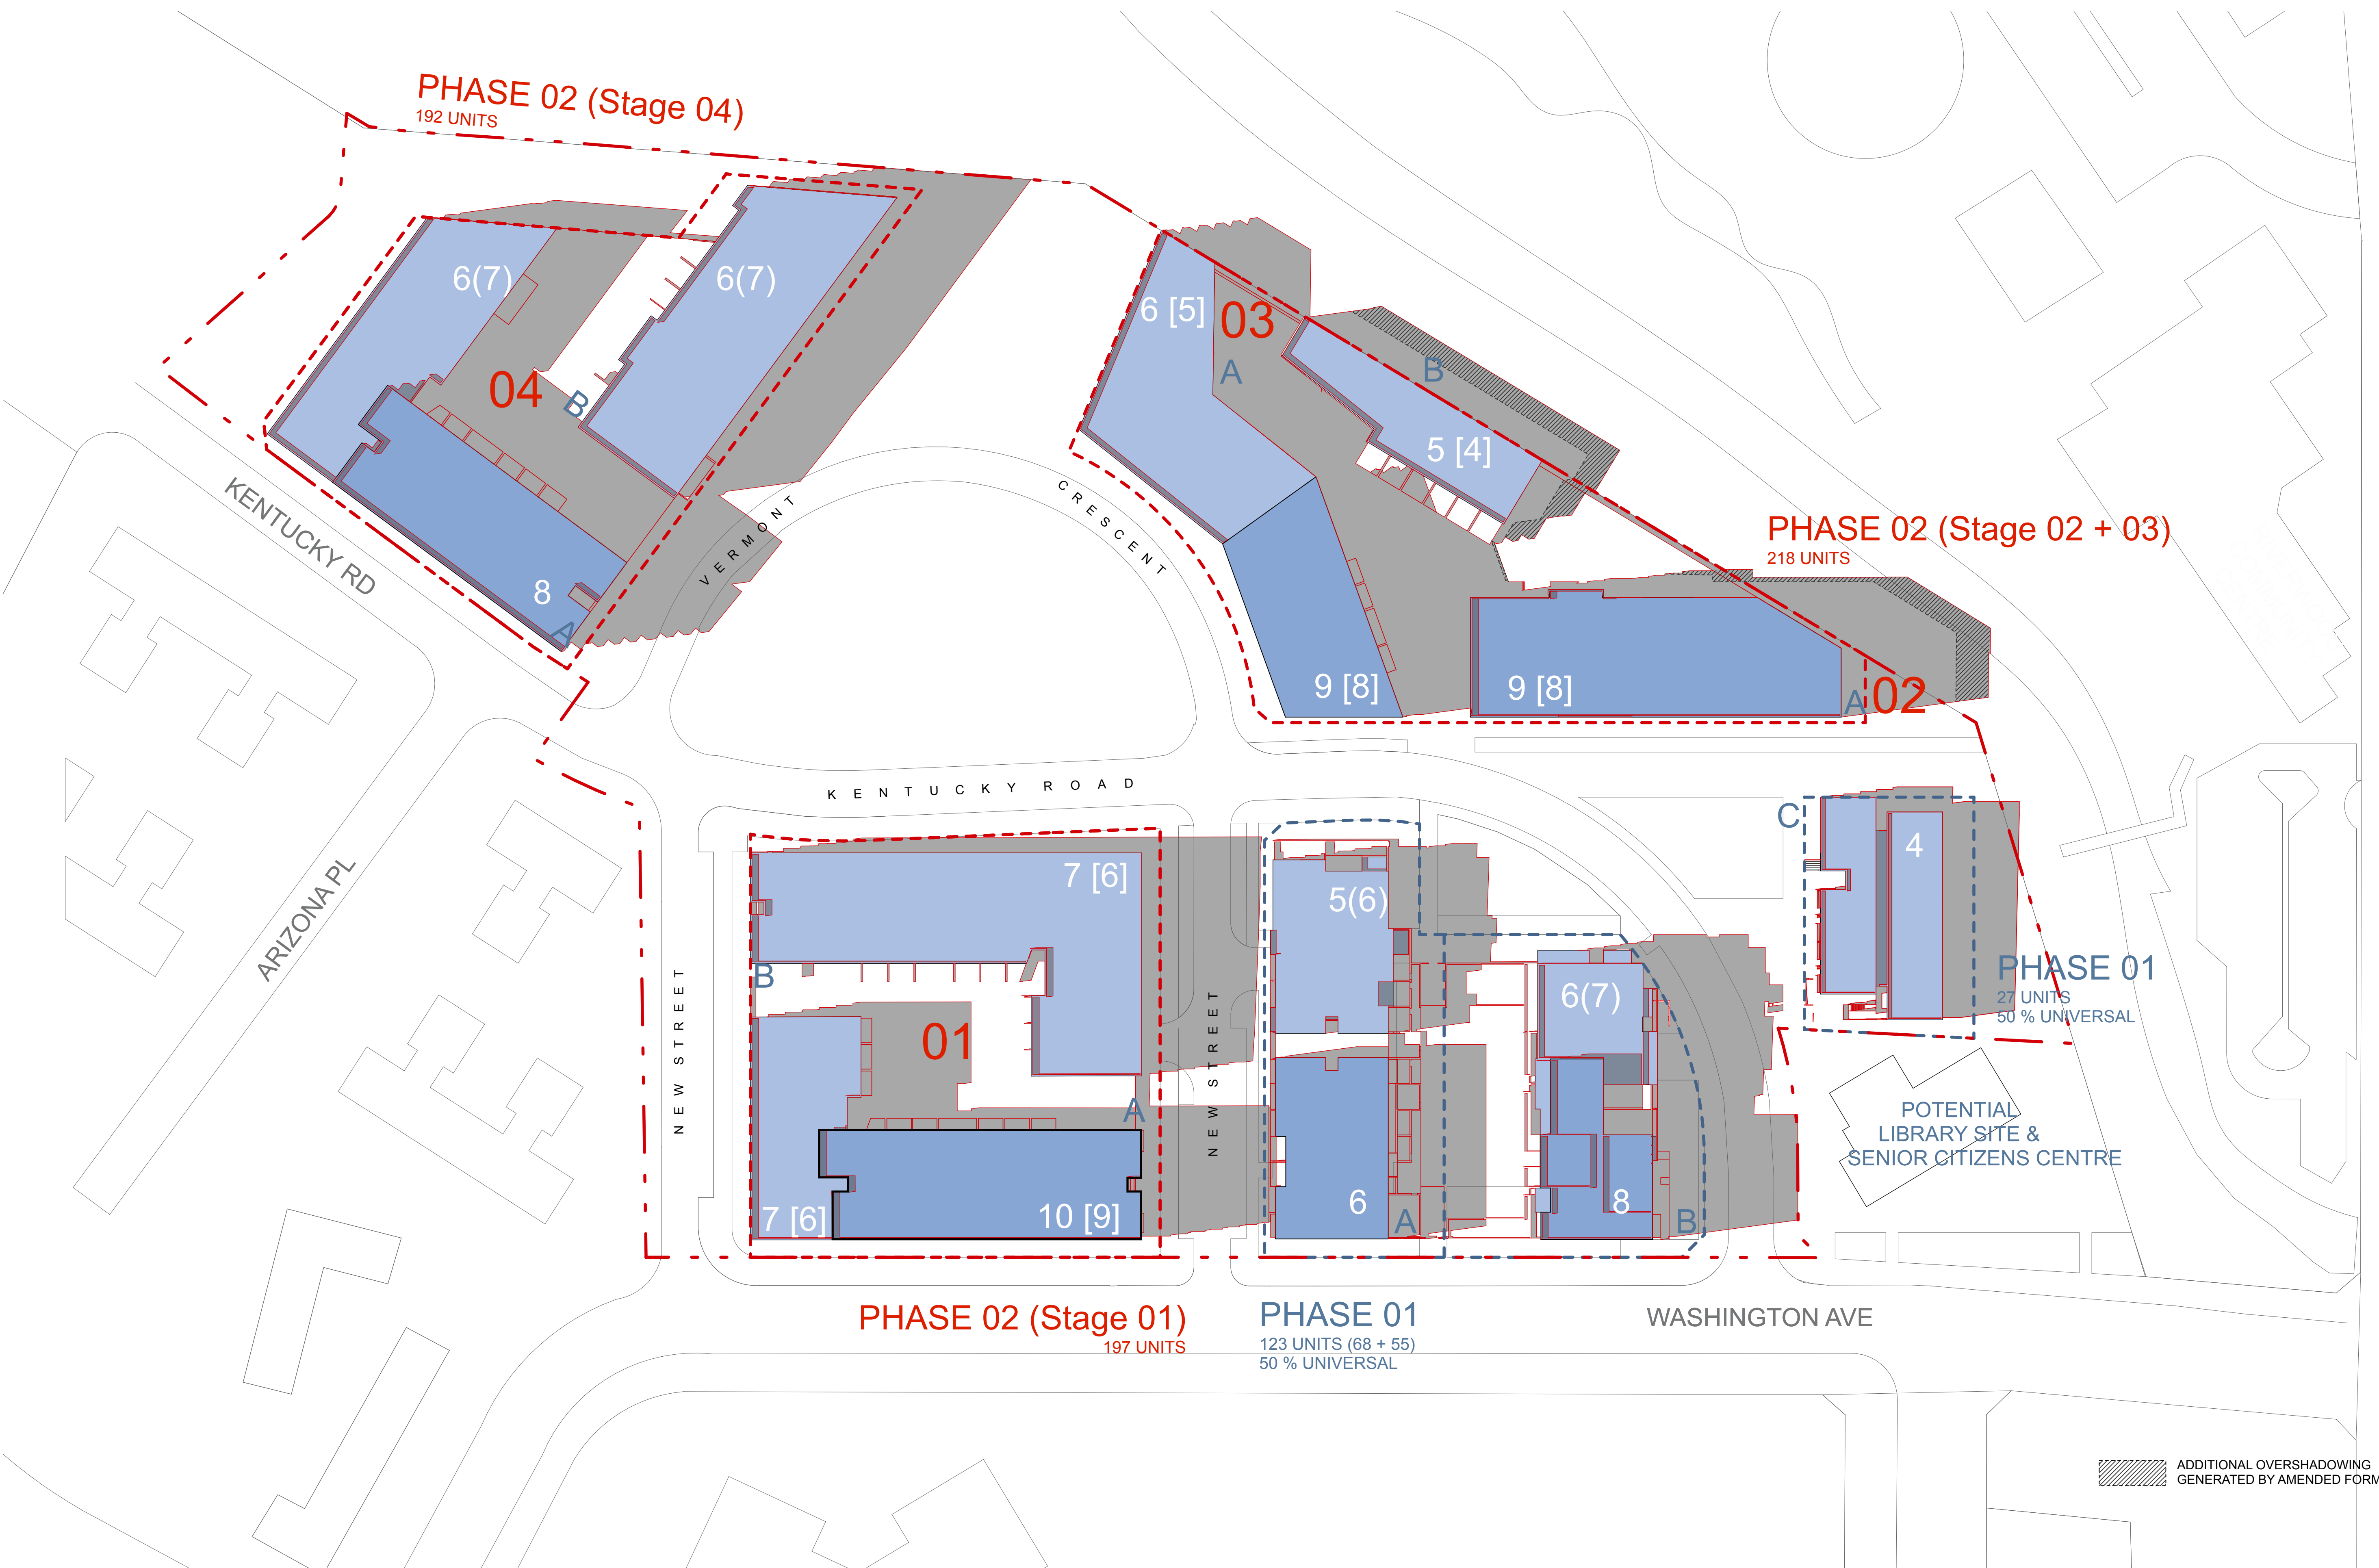 PHASE 02 (Stage 04)
192 UNITS
6(7)
6(7)
04
B
8
A
KENTUCKY RD
VERMONT
CRESCENT
6 [5]
03
A
B
5 [4]
9 [8]
9 [8]
A
02
PHASE 02 (Stage 02 + 03)
218 UNITS
KENTUCKY ROAD
ARIZONA PL
NEW STREET
7 [6]
B
01
A
7 [6]
10 [9]
NEW STREET
5(6)
6
A
6(7)
8
B
C
4
PHASE 01
27 UNITS
50 % UNIVERSAL
POTENTIAL
LIBRARY SITE &
SENIOR CITIZENS CENTRE
PHASE 02 (Stage 01)
197 UNITS
PHASE 01
123 UNITS (68 + 55)
50 % UNIVERSAL
WASHINGTON AVE
ADDITIONAL OVERSHADOWING
GENERATED BY AMENDED FORM